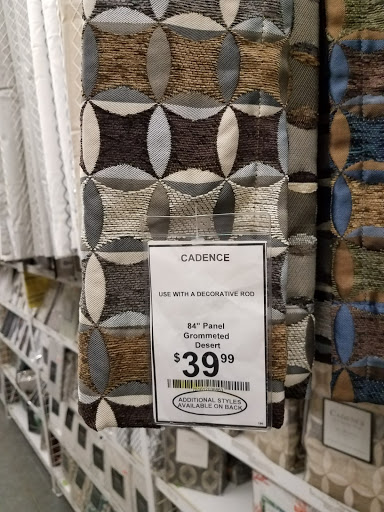 CADENCE
USE WITH A DECORATIVE ROD
84" Panel
Grommeted
Desert
$39.99
ADDITIONAL STYLES
AVAILABLE ON BACK